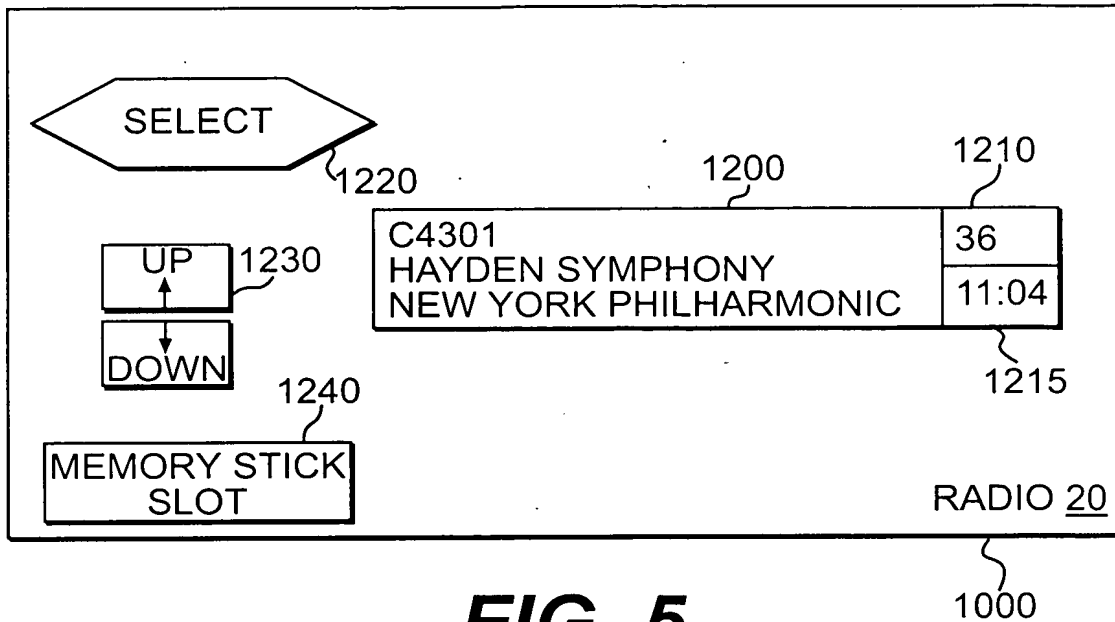 SELECT
1220
1200
1210
C4301
HAYDEN SYMPHONY
NEW YORK PHILHARMONIC
36
11:04
1215
UP
1230
DOWN
1240
MEMORY STICK
SLOT
RADIO 20
1000
FIG. 5